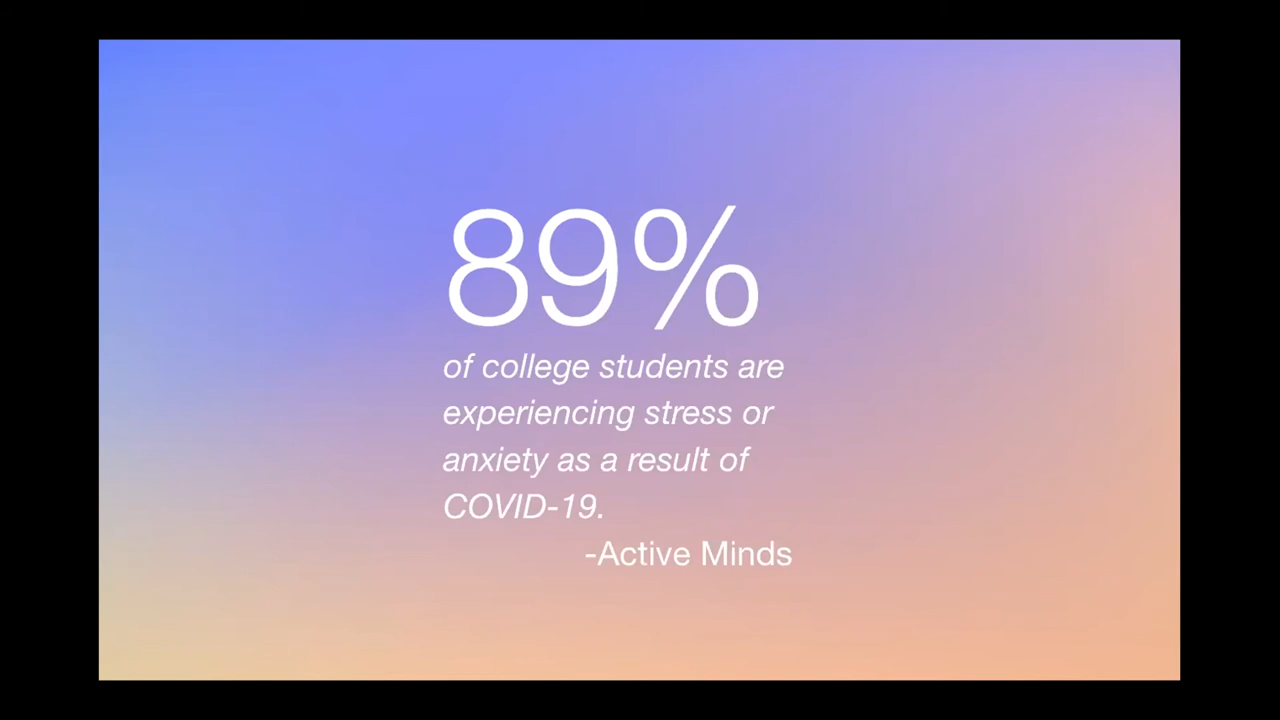 89%
of college students are
experiencing stress or
anxiety as a result of
COVID-19.
-Active Minds